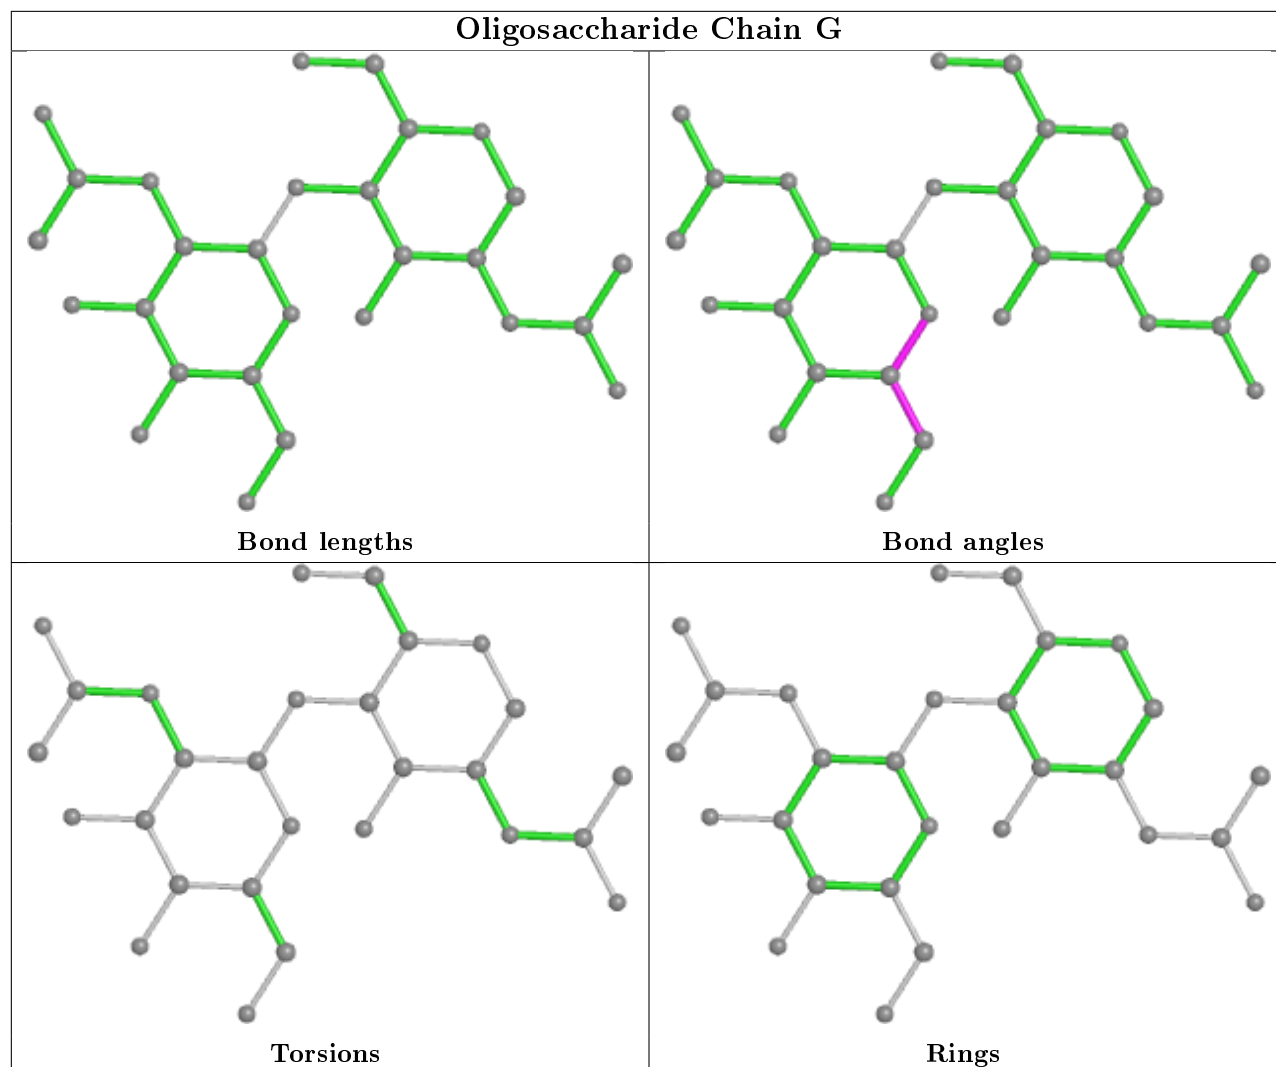 Oligosaccharide Chain G
Bond lengths
Bond angles
Torsions
Rings